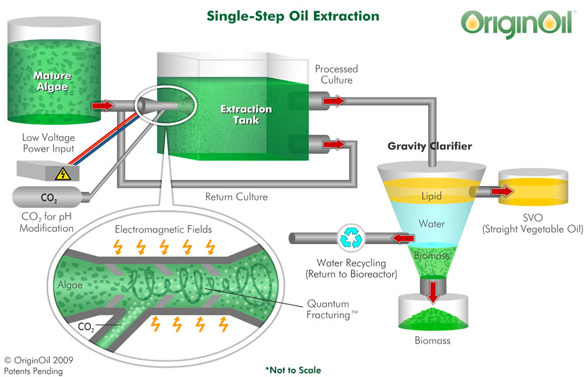 Single-Step Oil Extraction
OriginOil
Mature
Algae
Processed
Culture
Extraction
Tank
Low Voltage
Power Input
Gravity Clarifier
CO2
Return Culture
Lipid
CO2 for pH
Modification
SVO
(Straight Vegetable Oil)
Water
Electromagnetic Fields
Biomass
Water Recycling
(Return to Bioreactor)
Algae
Quantum
Fracturing™
CO2
Biomass
© OriginOil 2009
Patents Pending
*Not to Scale